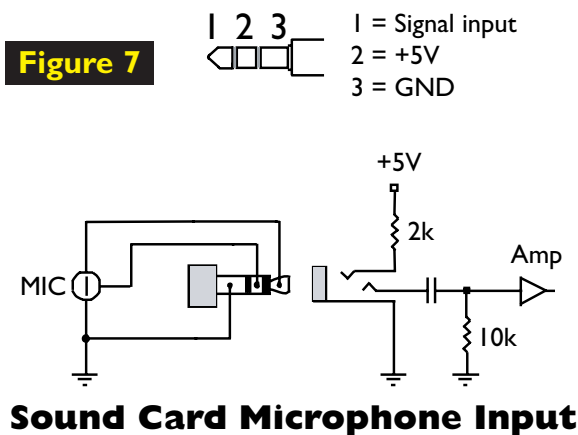 Figure 7
1 2 3
1 = Signal input
2 = +5V
3 = GND
+5V
2k
Amp
MIC
10k
Sound Card Microphone Input